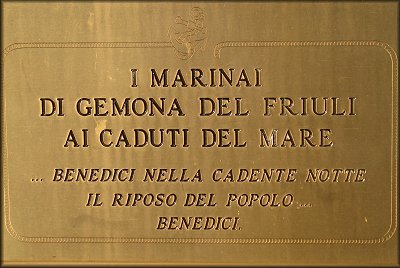 I MARINAI
DI GEMONA DEL FRIULI
AI CADUTI DEL MARE
... BENEDICI NELLA CADENTE NOTTE
IL RIPOSO DEL POPOLO ...
BENEDICI.